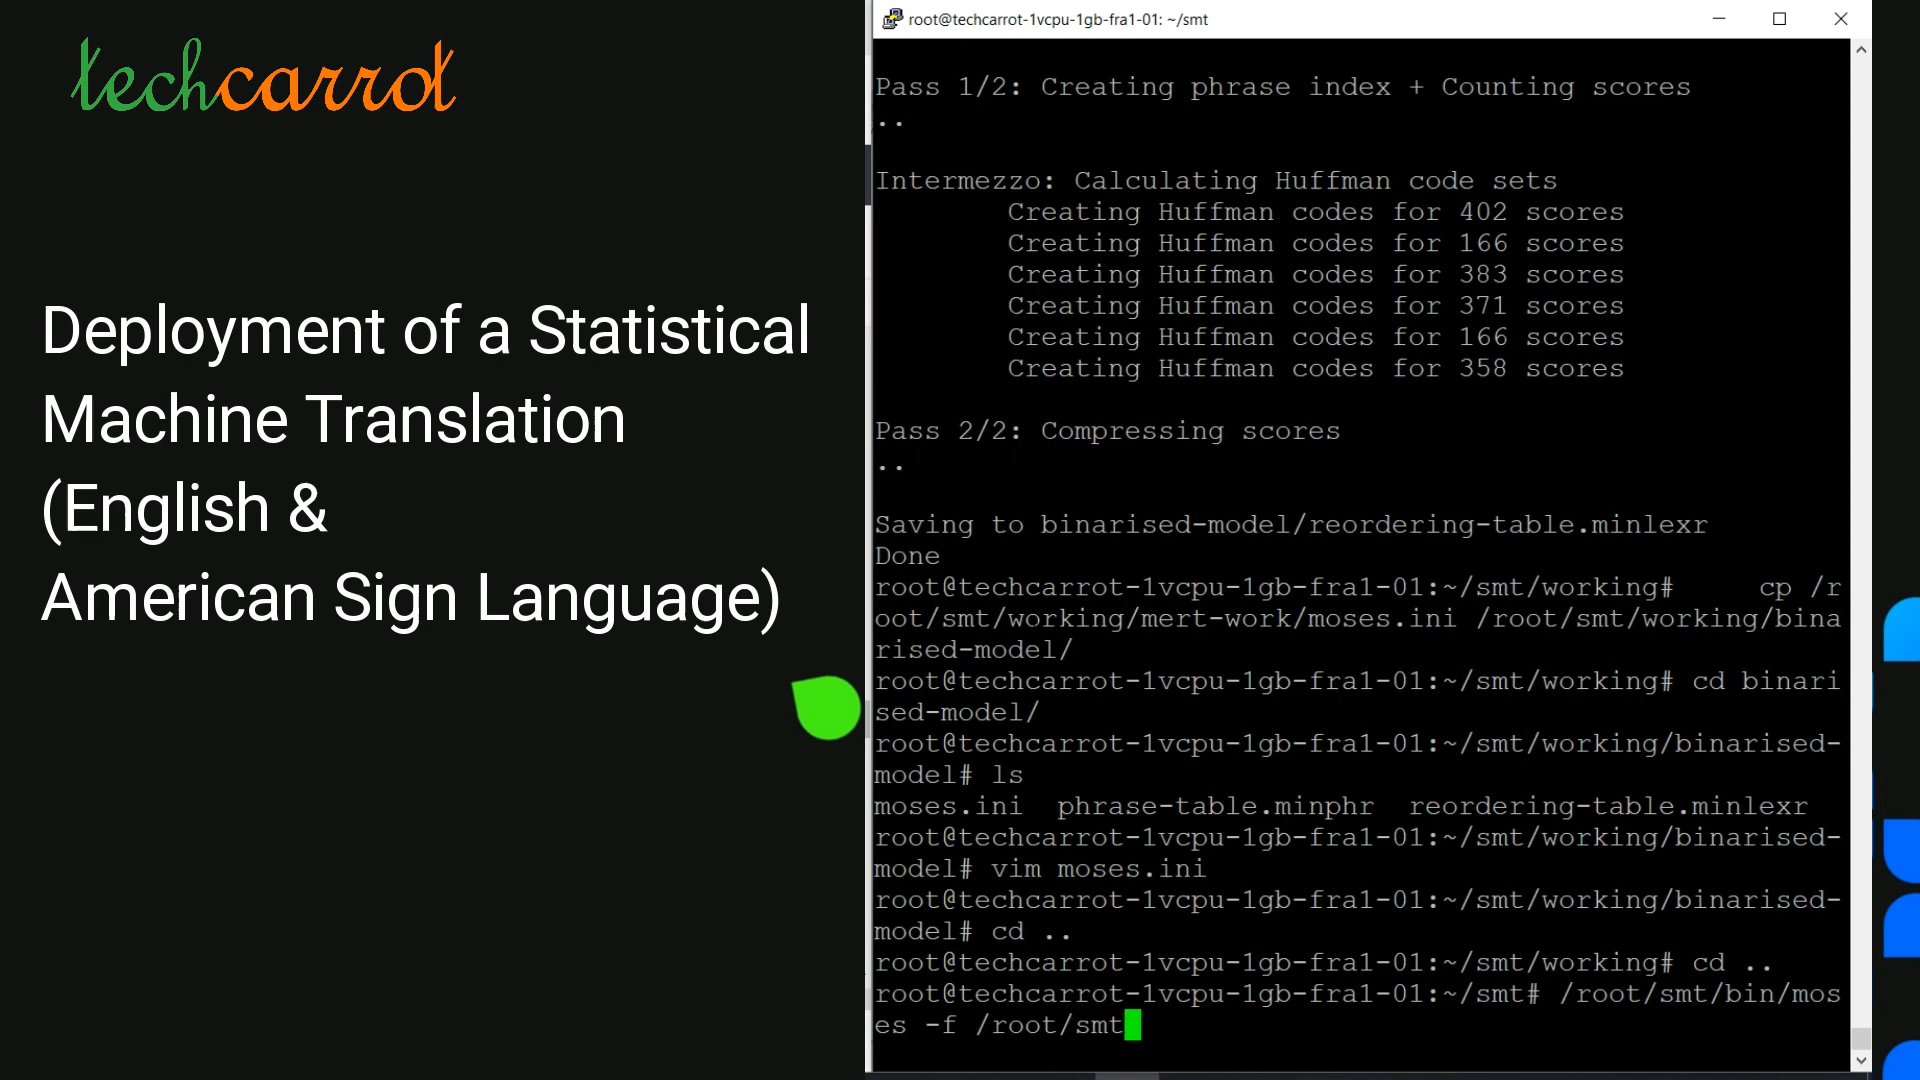 techcarrot
Deployment of a Statistical
Machine Translation
(English &
American Sign Language)
root@techcarrot-1vcpu-1gb-fra1-01: ~/smt
Pass 1/2: Creating phrase index + Counting scores
..
Intermezzo: Calculating Huffman code sets
Creating Huffman codes for 402 scores
Creating Huffman codes for 166 scores
Creating Huffman codes for 383 scores
Creating Huffman codes for 371 scores
Creating Huffman codes for 166 scores
Creating Huffman codes for 358 scores
Pass 2/2: Compressing scores
..
Saving to binarised-model/reordering-table.minlexr
Done
root@techcarrot-1vcpu-1gb-fra1-01:~/smt/working#     cp /r
oot/smt/working/mert-work/moses.ini /root/smt/working/bina
rised-model/
root@techcarrot-1vcpu-1gb-fra1-01:~/smt/working# cd binari
sed-model/
root@techcarrot-1vcpu-1gb-fra1-01:~/smt/working/binarised-
model# ls
moses.ini  phrase-table.minphr  reordering-table.minlexr
root@techcarrot-1vcpu-1gb-fra1-01:~/smt/working/binarised-
model# vim moses.ini
root@techcarrot-1vcpu-1gb-fra1-01:~/smt/working/binarised-
model# cd ..
root@techcarrot-1vcpu-1gb-fra1-01:~/smt/working# cd ..
root@techcarrot-1vcpu-1gb-fra1-01:~/smt# /root/smt/bin/mos
es -f /root/smt